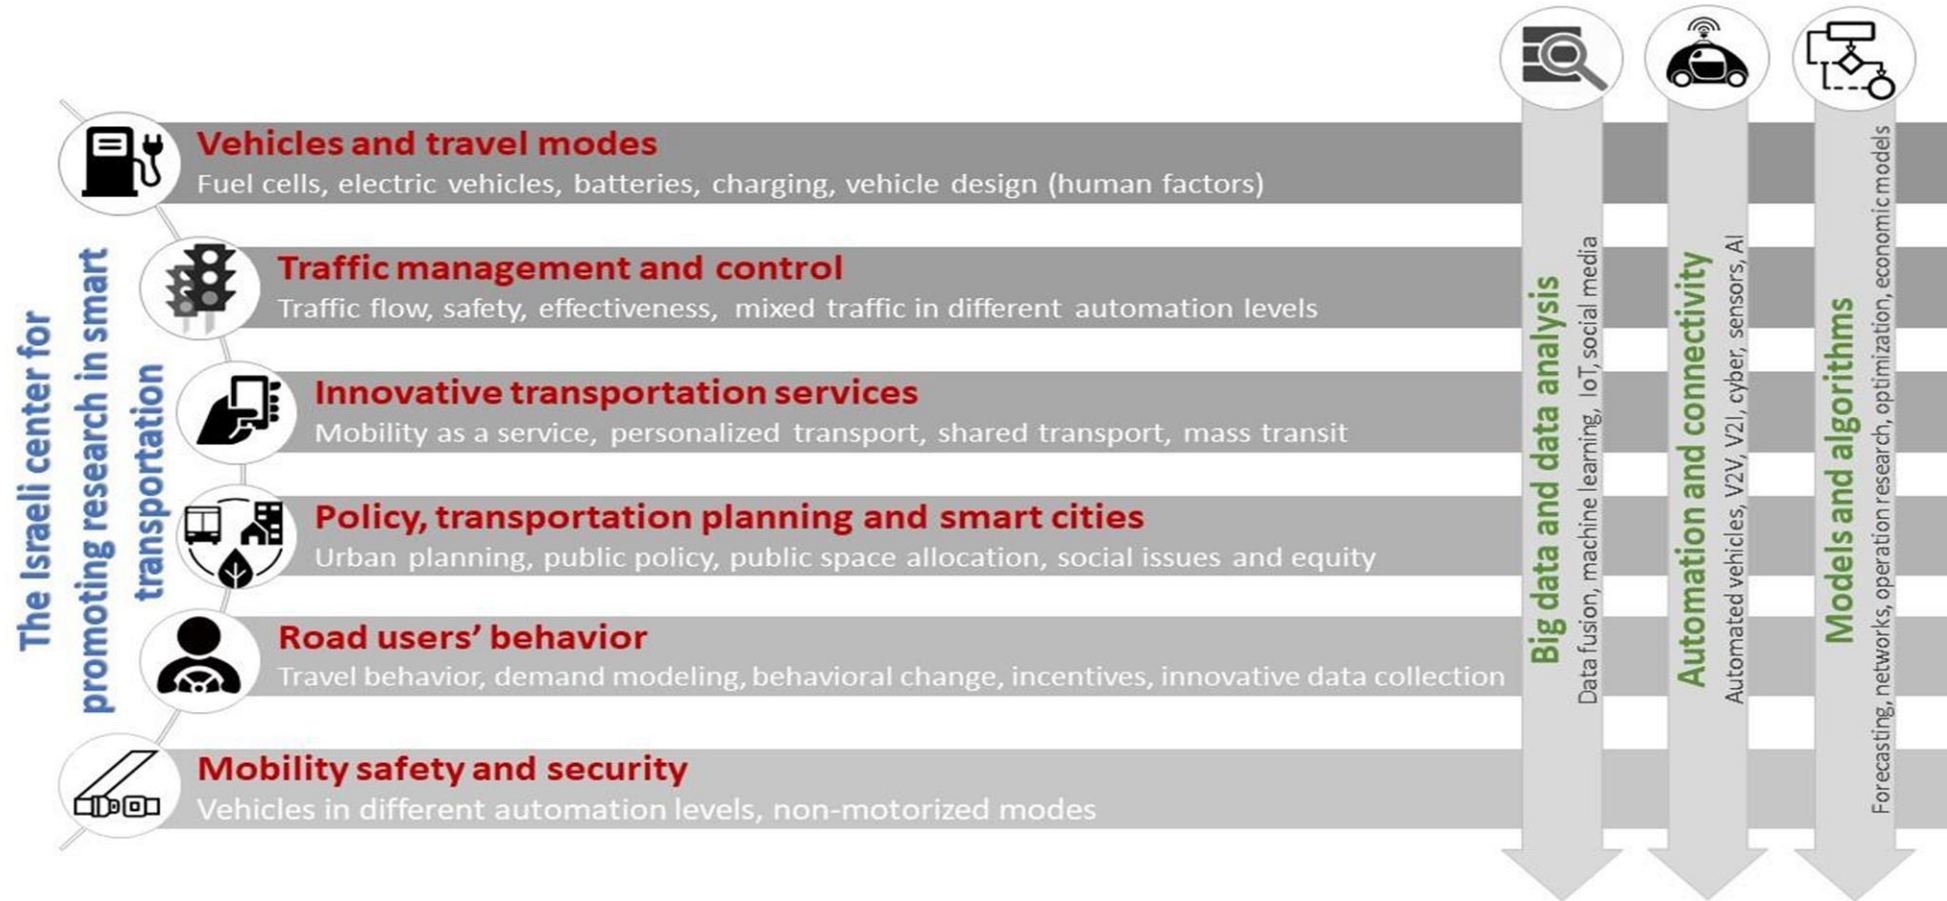 The Israeli center for
promoting research in smart
transportation
Vehicles and travel modes
Fuel cells, electric vehicles, batteries, charging, vehicle design (human factors)
Traffic management and control
Traffic flow, safety, effectiveness, mixed traffic in different automation levels
Innovative transportation services
Mobility as a service, personalized transport, shared transport, mass transit
Policy, transportation planning and smart cities
Urban planning, public policy, public space allocation, social issues and equity
Road users’ behavior
Travel behavior, demand modeling, behavioral change, incentives, innovative data collection
Mobility safety and security
Vehicles in different automation levels, non-motorized modes
Big data and data analysis
Data fusion, machine learning, IoT, social media
Automation and connectivity
Automated vehicles, V2V, V2I, cyber, sensors, AI
Models and algorithms
Forecasting, networks, operation research, optimization, economic models